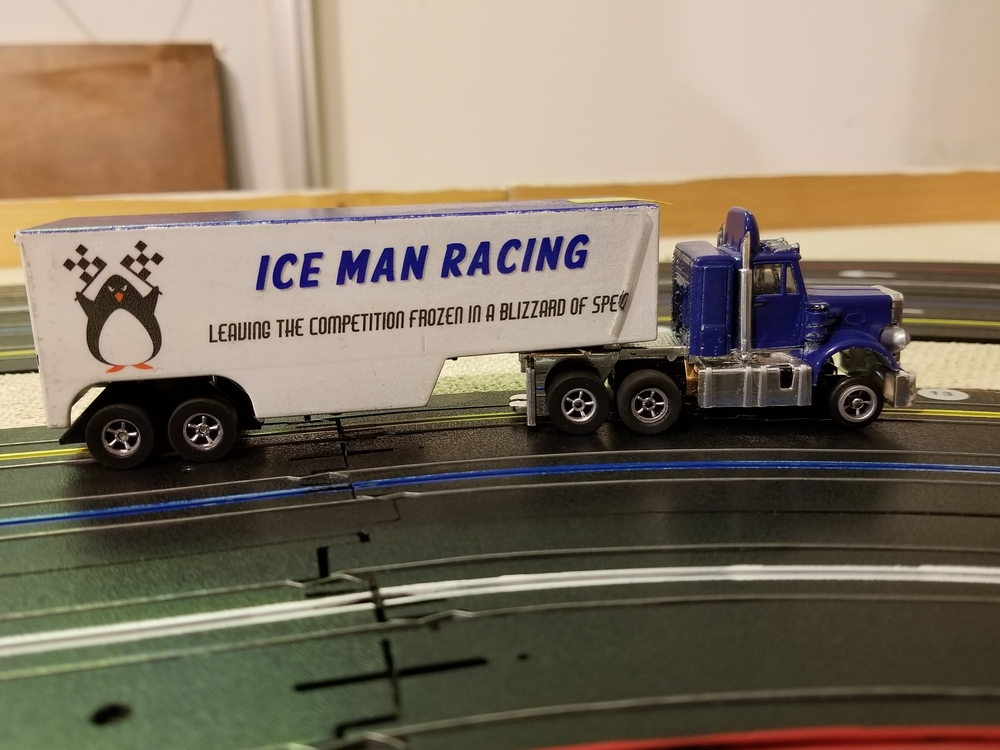 ICE MAN RACING
LEAVING THE COMPETITION FROZEN IN A BLIZZARD OF